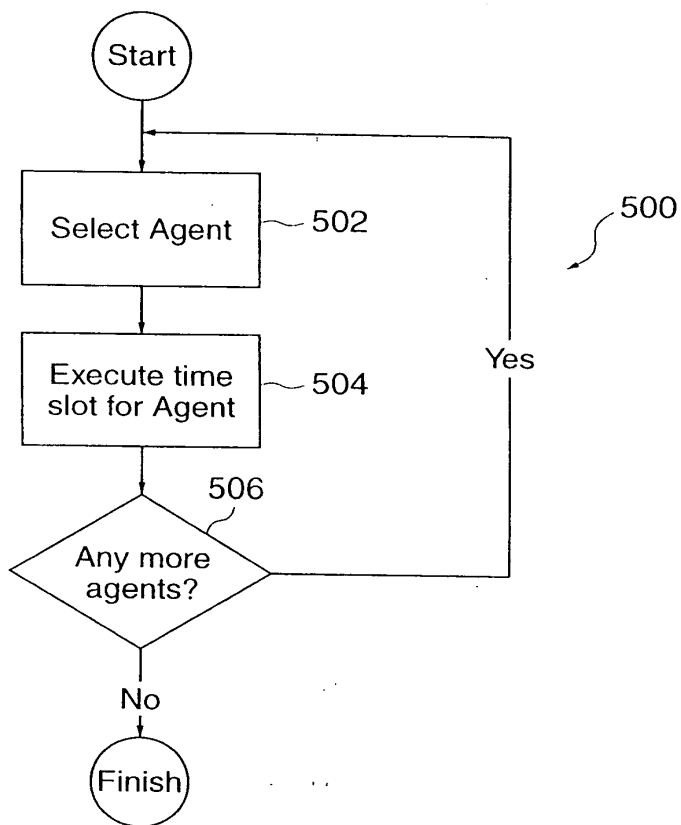 Start
Select Agent
502
500
Execute time
slot for Agent
504
Yes
506
Any more
agents?
No
Finish